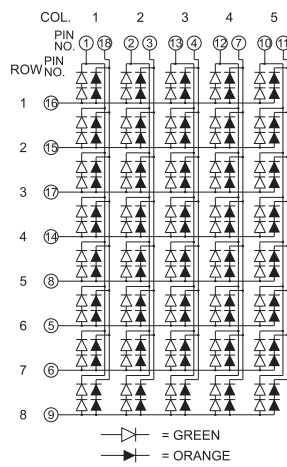 COL. 1 2 3 4 5
PIN NO. 1 18 2 3 13 4 12 7 10 11
ROW PIN NO.
1 16
2 15
3 17
4 14
5 8
6 5
7 6
8 9
= GREEN
= ORANGE